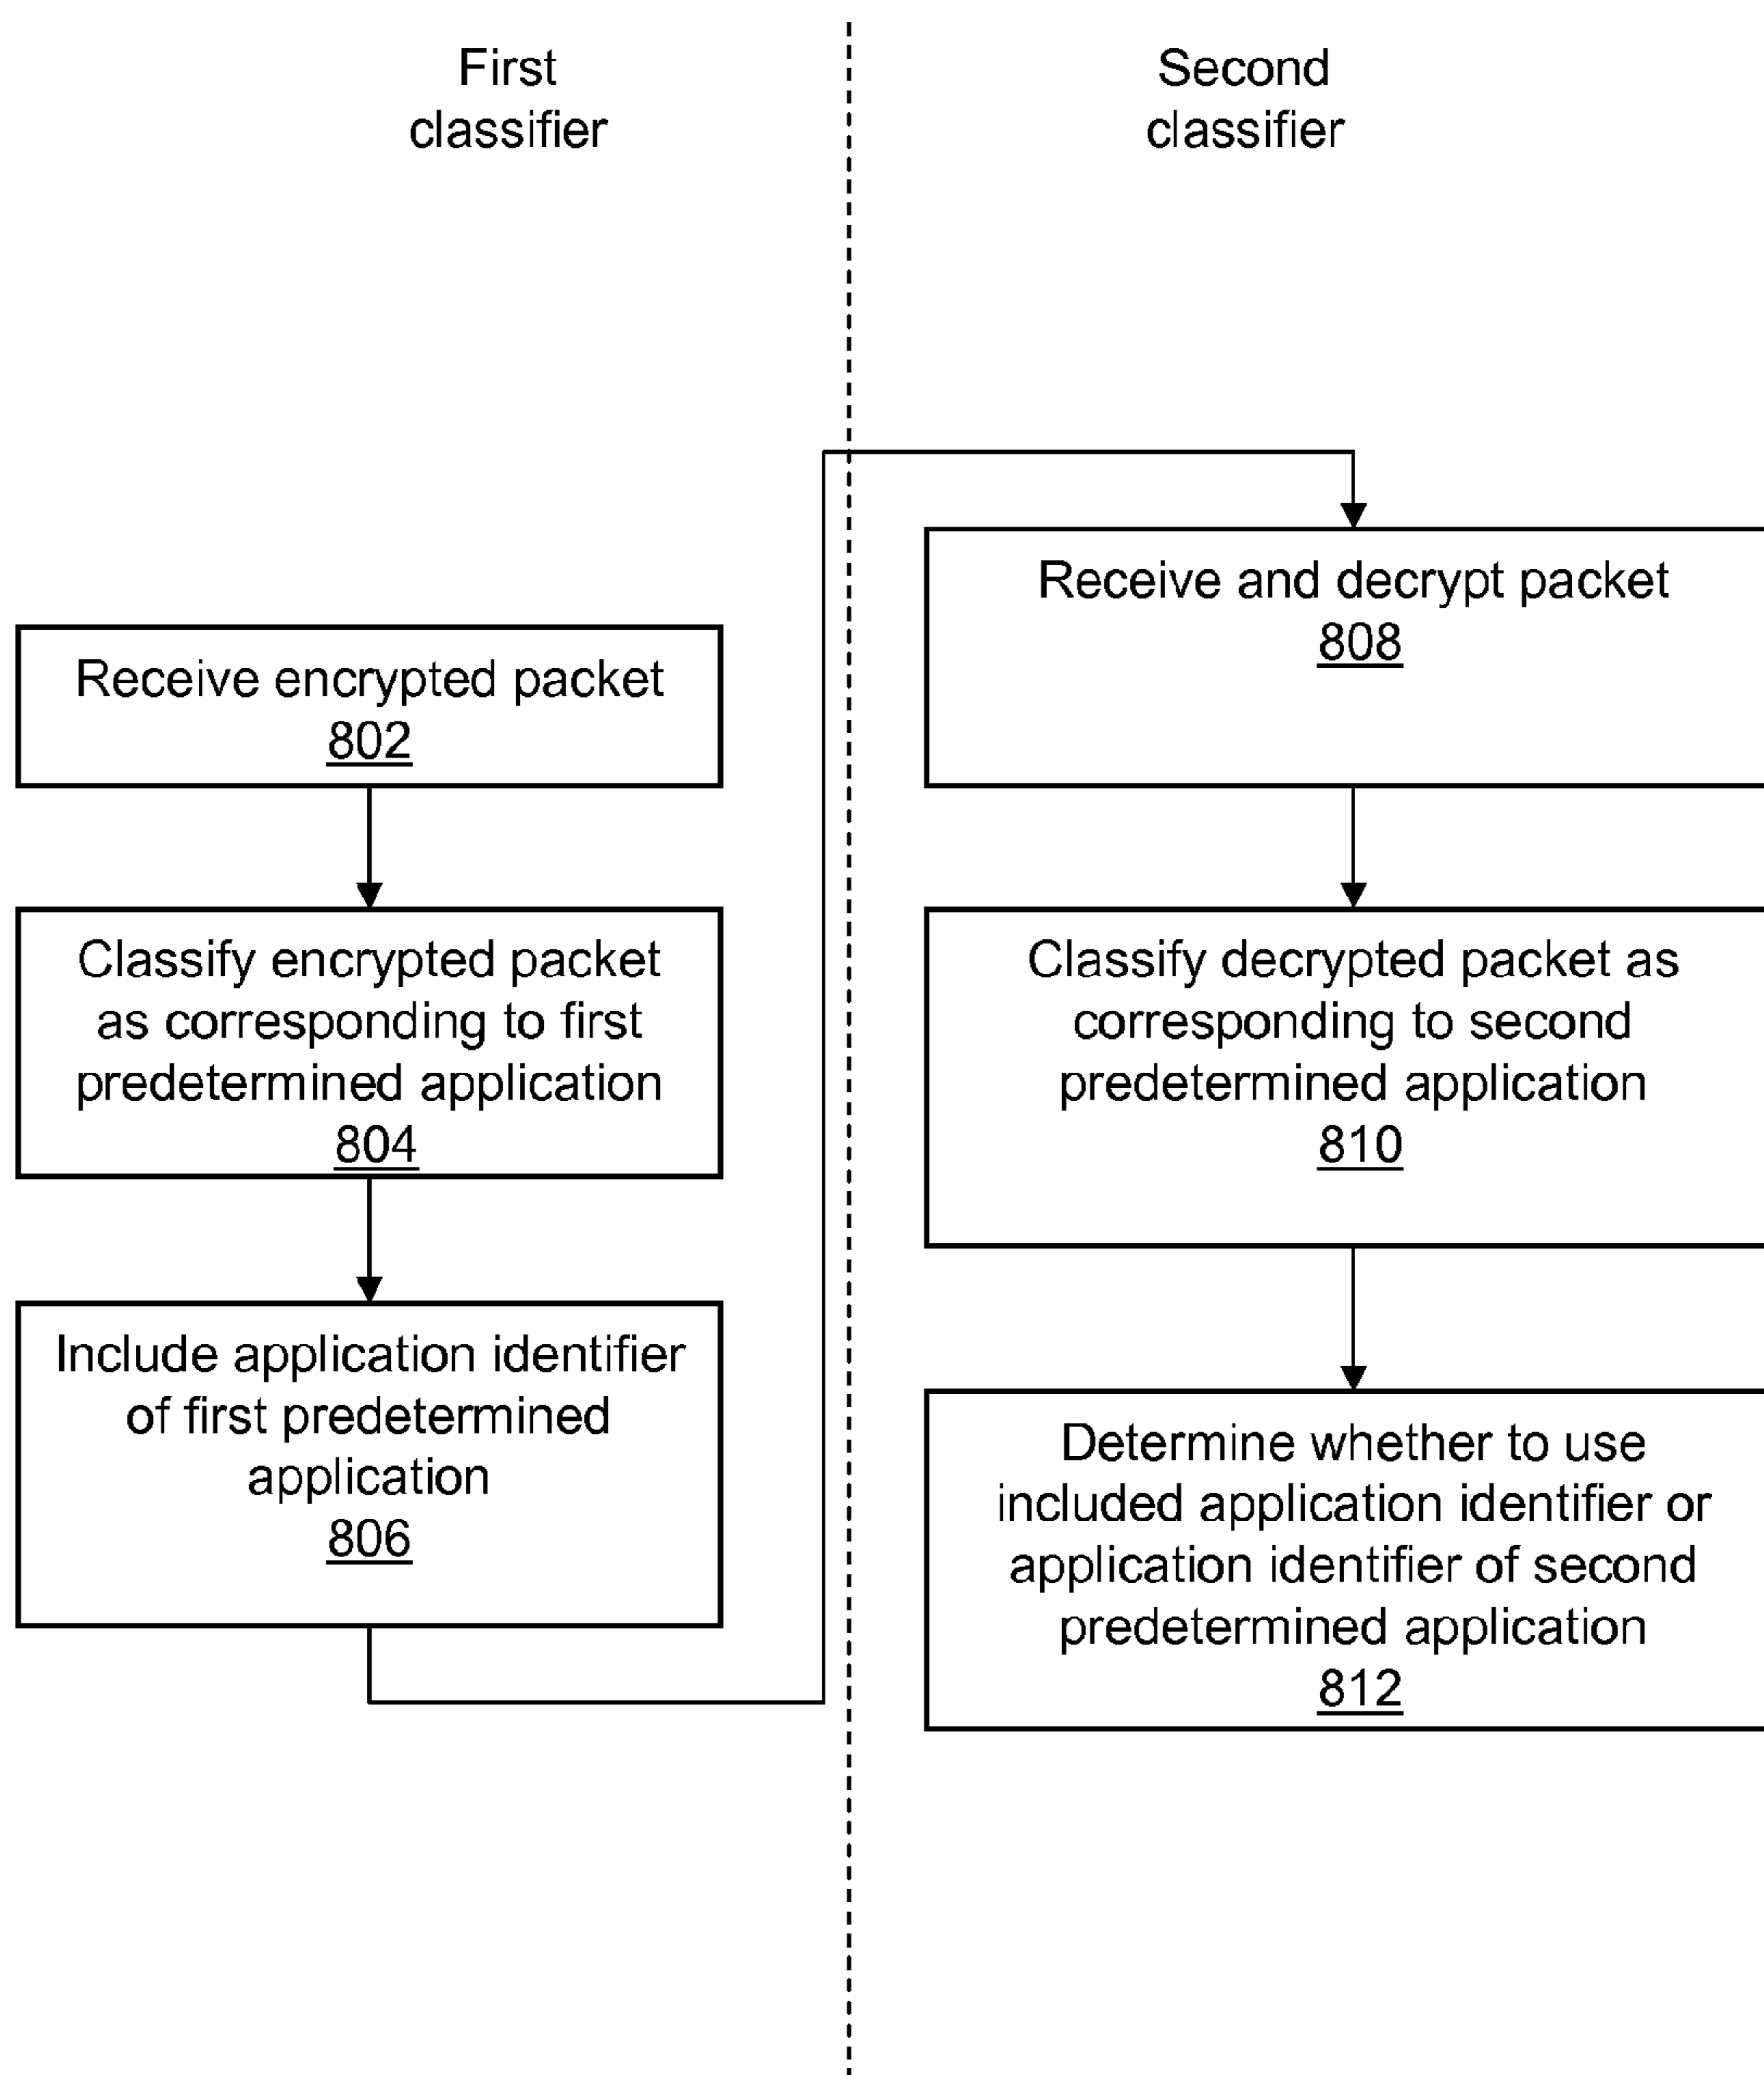 First
classifier
Second
classifier
Receive encrypted packet
802
Classify encrypted packet
as corresponding to first
predetermined application
804
Include application identifier
of first predetermined
application
806
Receive and decrypt packet
808
Classify decrypted packet as
corresponding to second
predetermined application
810
Determine whether to use
included application identifier or
application identifier of second
predetermined application
812